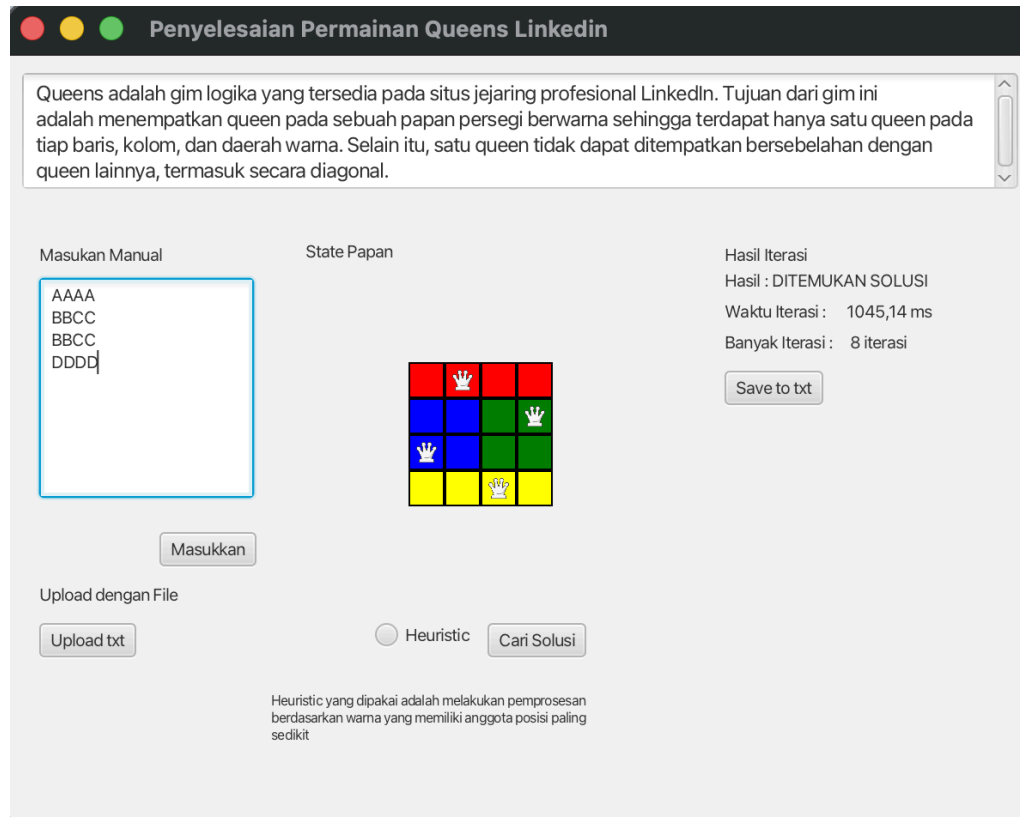 Penyelesaian Permainan Queens Linkedin
Queens adalah gim logika yang tersedia pada situs jejaring profesional LinkedIn. Tujuan dari gim ini
adalah menempatkan queen pada sebuah papan persegi berwarna sehingga terdapat hanya satu queen pada
tiap baris, kolom, dan daerah warna. Selain itu, satu queen tidak dapat ditempatkan bersebelahan dengan
queen lainnya, termasuk secara diagonal.
Masukan Manual
AAAA
BBCC
BBCC
DDDD
Masukkan
Upload dengan File
Upload txt
State Papan
Heuristic
Cari Solusi
Heuristic yang dipakai adalah melakukan pemprosesan
berdasarkan warna yang memiliki anggota posisi paling
sedikit
Hasil Iterasi
Hasil : DITEMUKAN SOLUSI
Waktu Iterasi : 1045,14 ms
Banyak Iterasi : 8 iterasi
Save to txt